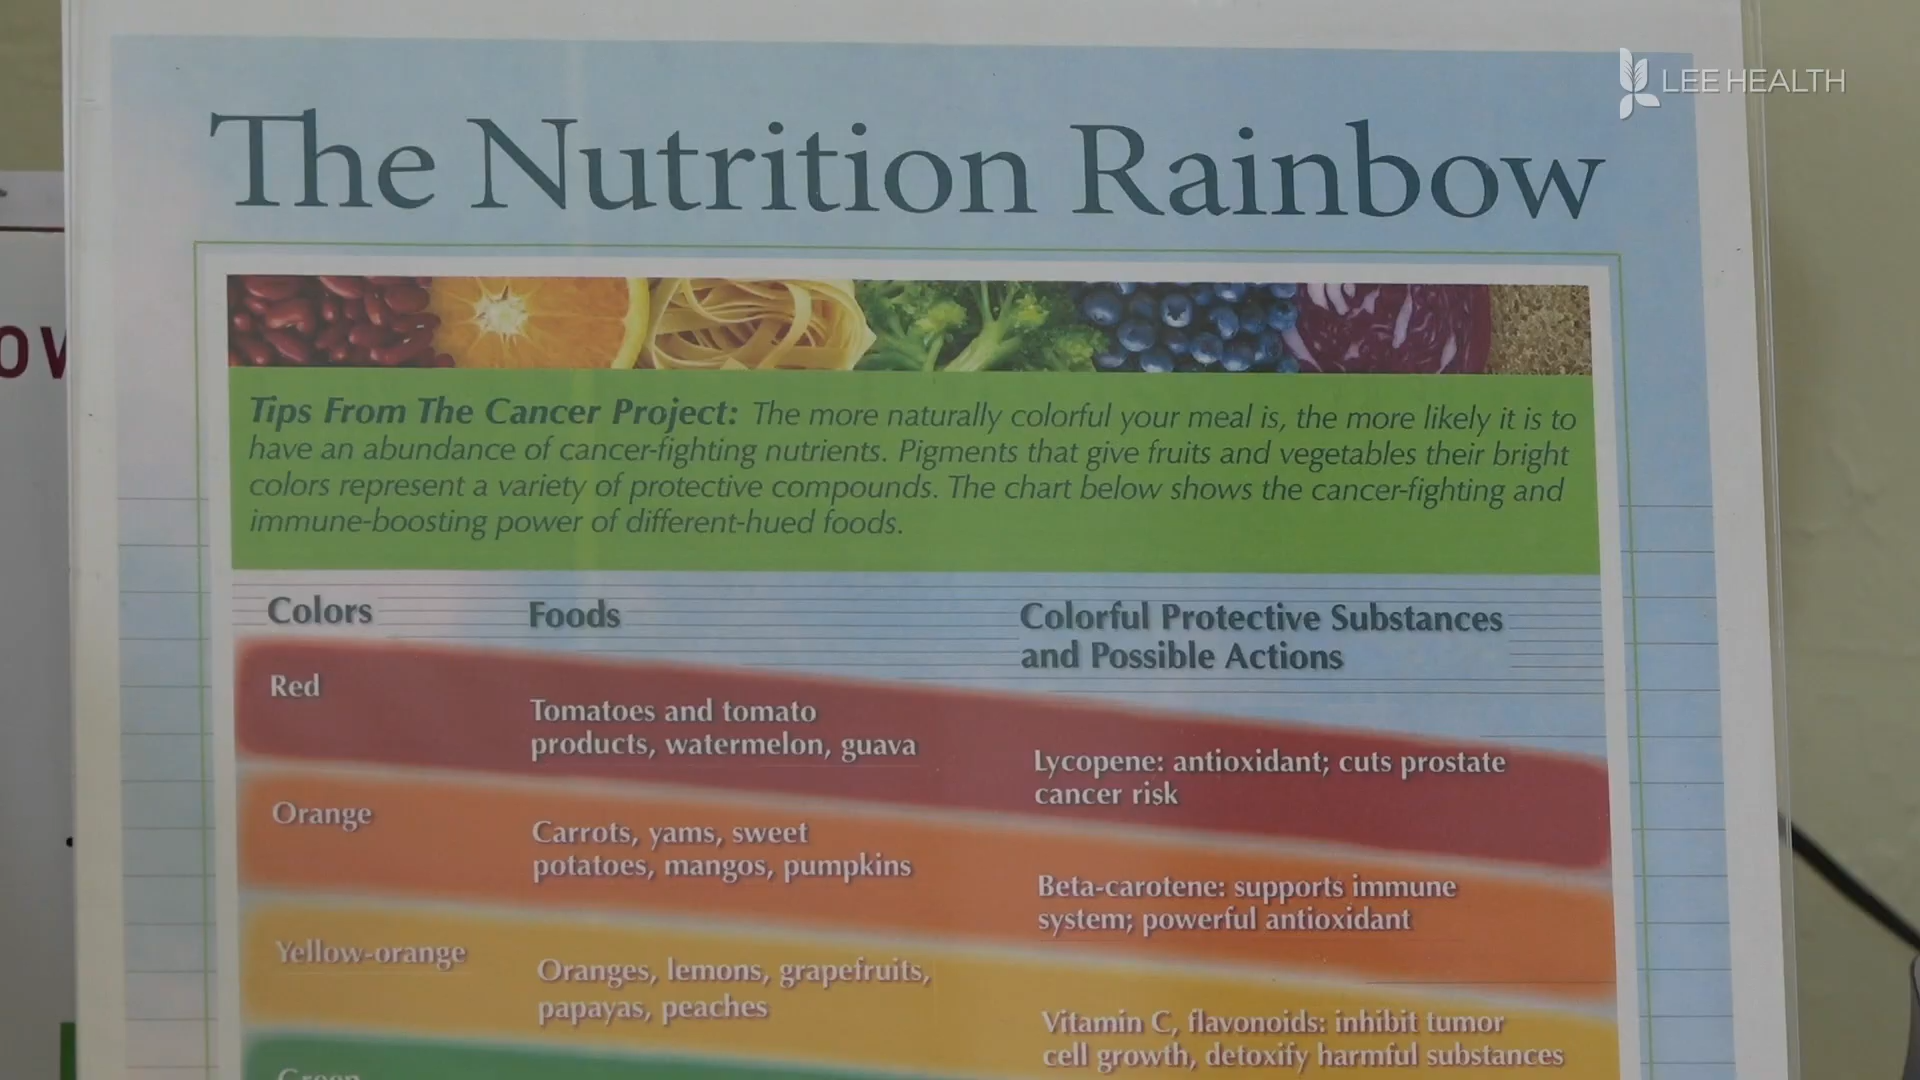 LEE HEALTH
The Nutrition Rainbow
Tips From The Cancer Project: The more naturally colorful your meal is, the more likely it is to
have an abundance of cancer-fighting nutrients. Pigments that give fruits and vegetables their bright
colors represent a variety of protective compounds. The chart below shows the cancer-fighting and
immune-boosting power of different-hued foods.
Colors
Foods
Colorful Protective Substances
and Possible Actions
Red
Tomatoes and tomato
products, watermelon, guava
Lycopene: antioxidant; cuts prostate
cancer risk
Orange
Carrots, yams, sweet
potatoes, mangos, pumpkins
Beta-carotene: supports immune
system; powerful antioxidant
Yellow-orange
Oranges, lemons, grapefruits,
papayas, peaches
Vitamin C, flavonoids: inhibit tumor
cell growth, detoxify harmful substances
Green